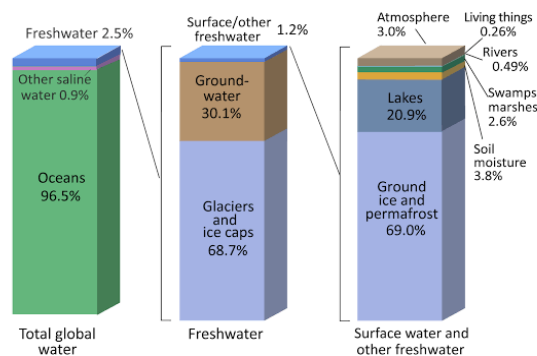 Freshwater 2.5%
Other saline
water 0.9%
Oceans
96.5%
Total global
water
Surface/other
freshwater
1.2%
Ground-
water
30.1%
Glaciers and
ice caps
68.7%
Freshwater
Atmosphere
3.0%
Living things
0.26%
Rivers
0.49%
Swamps
marshes
2.6%
Soil
moisture
3.8%
Lakes
20.9%
Ground
ice and
permafrost
69.0%
Surface water and
other freshwater